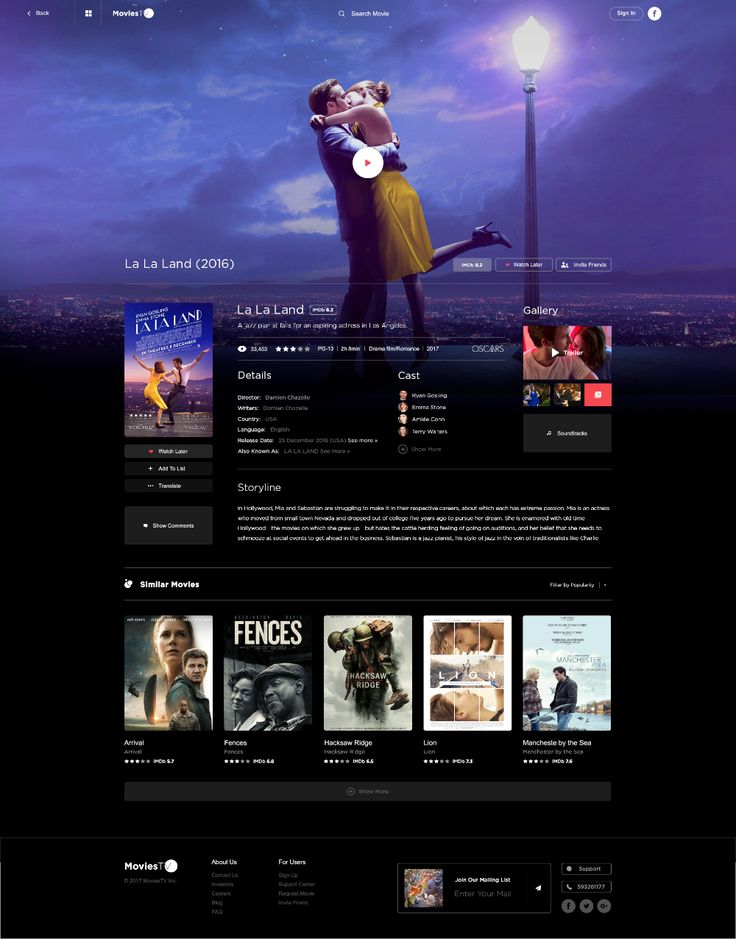 Back
MoviesTV
Search Movie
Sign In
La La Land (2016)
IMDb 8.2
Watch Later
Invite Friends
RYAN GOSLING
EMMA STONE
LA LA LAND
IN THEATRES 9 DECEMBER
MAGICAL
Watch Later
Add To List
Translate
Show Comments
La La Land IMDb 8.2
A jazz pianist falls for an aspiring actress in Los Angeles.
33,453 PG-13 | 2h 8min | Drama film/Romance | 2017 OSCARS
Details
Director: Damien Chazelle
Writers: Damien Chazelle
Country: USA
Language: English
Release Date: 25 December 2016 (USA) See more »
Also Known As: LA LA LAND See more »
Cast
Ryan Gosling
Emma Stone
Amiée Conn
Terry Walters
Show More
Gallery
Trailer
Soundtracks
Storyline
In Hollywood, Mia and Sebastian are struggling to make it in their respective careers, about which each has extreme passion. Mia is an actress
who moved from small town Nevada and dropped out of college five years ago to pursue her dream. She is enamored with old time
Hollywood - the movies on which she grew up - but hates the cattle herding feeling of going on auditions, and her belief that she needs to
schmooze at social events to get ahead in the business. Sebastian is a jazz pianist, his style of jazz in the vein of traditionalists like Charlie
Similar Movies
Filter by Popularity
AMY ADAMS
WASHINGTON DAVIS
FENCES
HACKSAW
RIDGE
LION
MANCHESTER
SEA
Arrival
Arrival
IMDb 5.7
Fences
Fences
IMDb 6.8
Hacksaw Ridge
Hacksaw Ridge
IMDb 6.5
Lion
Lion
IMDb 7.3
Mancheste by the Sea
Manchester by the Sea
IMDb 7.6
Show More
MoviesTV
© 2017 MoviesTV Inc.
About Us
Contact Us
Investors
Careers
Blog
FAQ
For Users
Sign Up
Support Center
Request Movie
Invite Friend
Join Our Mailing List
Enter Your Mail
Support
593261177